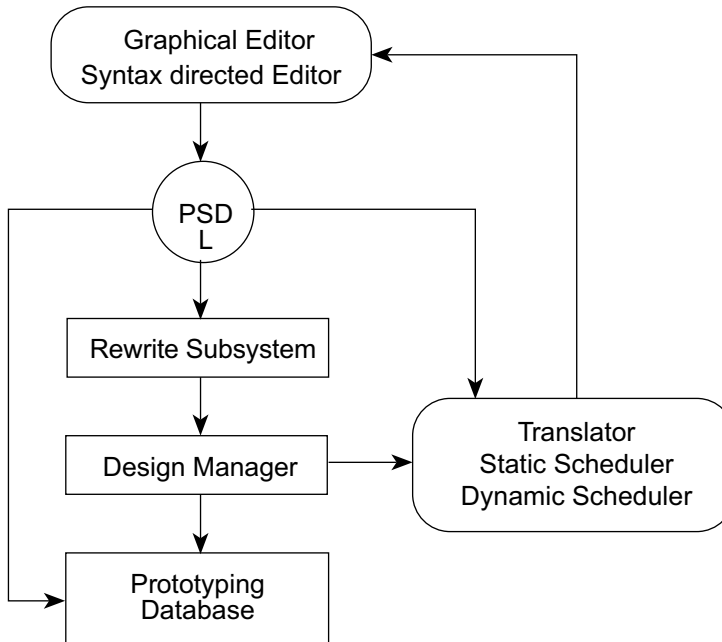 Graphical Editor
Syntax directed Editor
PSD
L
Rewrite Subsystem
Design Manager
Translator
Static Scheduler
Dynamic Scheduler
Prototyping
Database